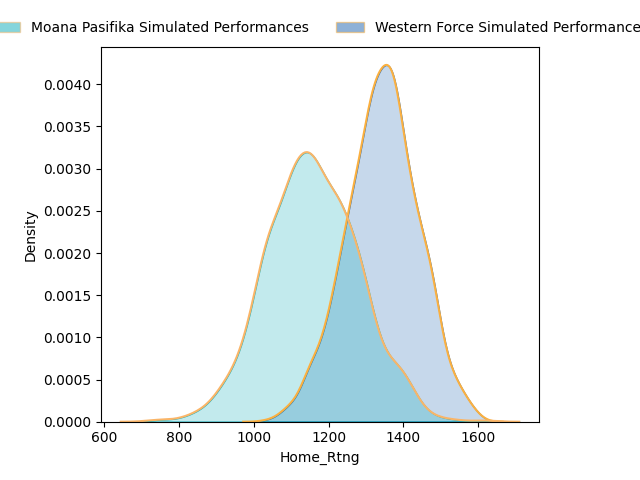 Moana Pasifika Simulated Performances Western Force Simulated Performance
0.0040
0.0035
0.0030
0.0025
0.0020
0.0015
0.0010
0.0005
0.0000
Density
600 800 1000 1200 1400 1600
Home_Rtng